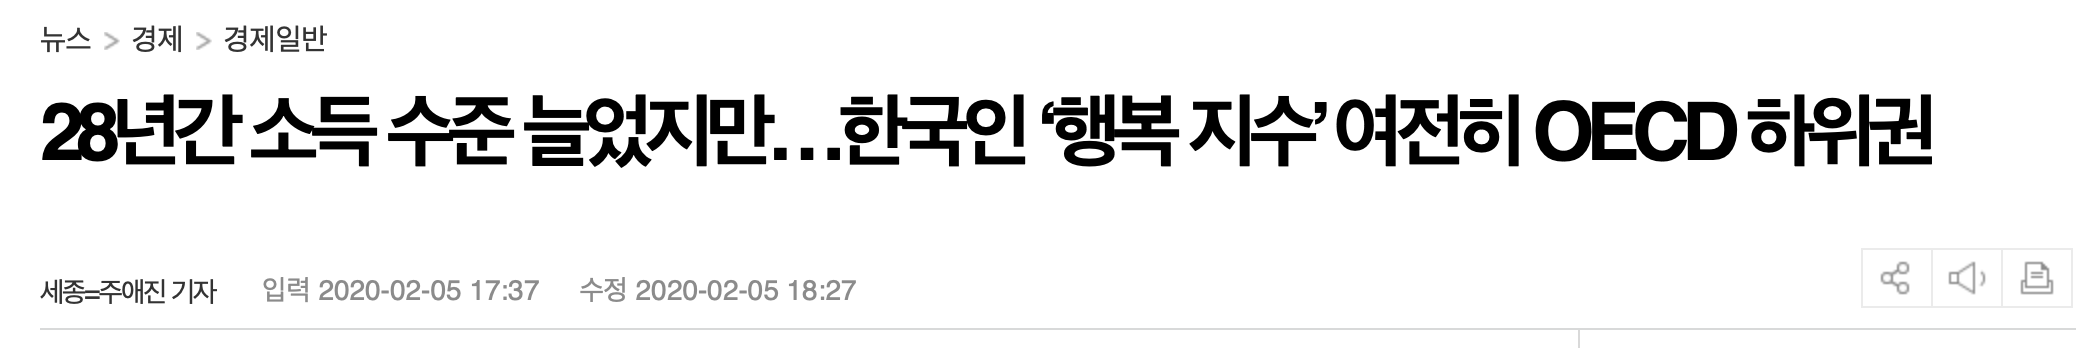 뉴스 > 경제 > 경제일반
28년간 소득 수준 늘었지만…한국인 ‘행복 지수’ 여전히 OECD 하위권
세종=주애진 기자 입력 2020-02-05 17:37 수정 2020-02-05 18:27